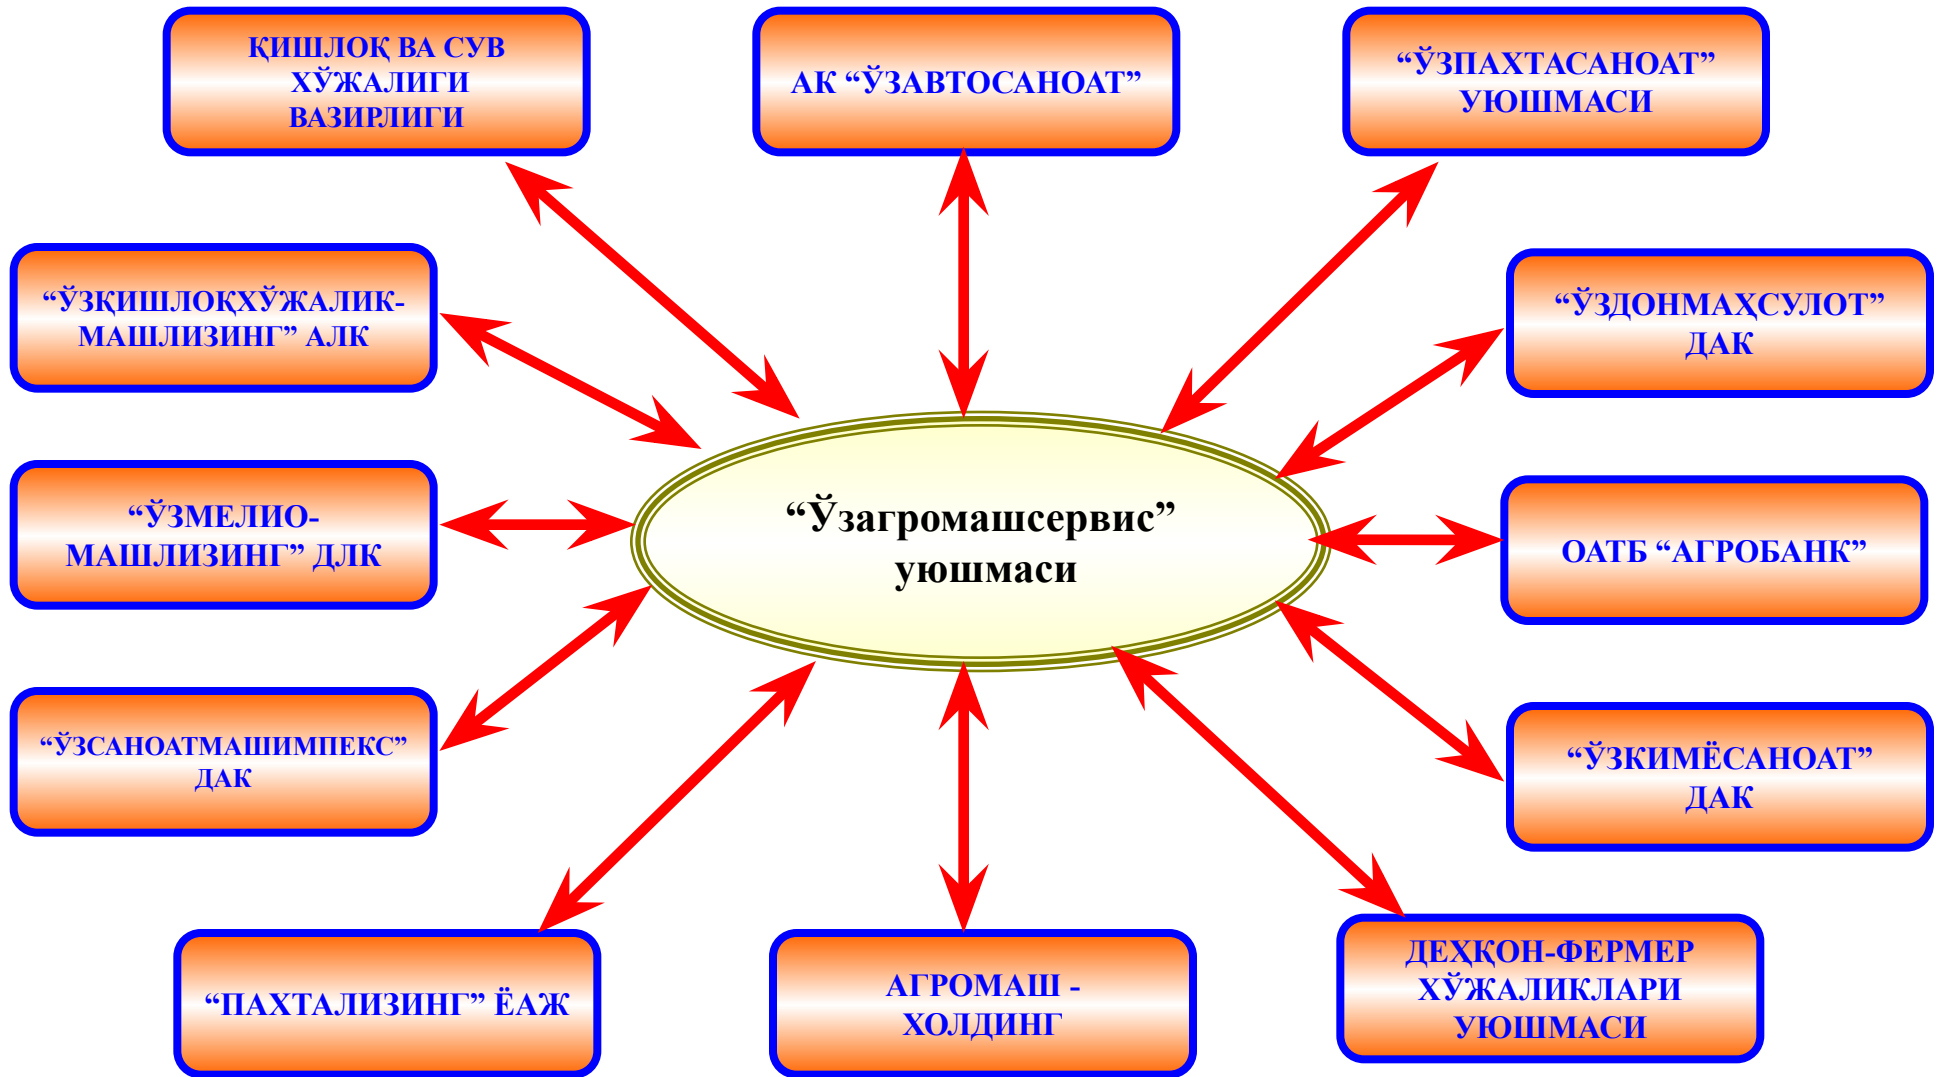 ҚИШЛОҚ ВА СУВ
ХЎЖАЛИГИ
ВАЗИРЛИГИ
АК “ЎЗАВТОСАНОАТ”
“ЎЗПАХТАСАНОАТ”
УЮШМАСИ
“ЎЗҚИШЛОҚХЎЖАЛИК-
МАШЛИЗИНГ” АЛК
“ЎЗДОНМАҲСУЛОТ”
ДАК
“ЎЗМЕЛИО-
МАШЛИЗИНГ” ДЛК
“Ўзагромашсервис”
уюшмаси
ОАТБ “АГРОБАНК”
“ЎЗСАНОАТМАШИМПЕКС”
ДАК
“ЎЗКИМЁСАНОАТ”
ДАК
“ПАХТАЛИЗИНГ” ЁАЖ
АГРОМАШ -
ХОЛДИНГ
ДЕҲҚОН-ФЕРМЕР
ХЎЖАЛИКЛАРИ
УЮШМАСИ